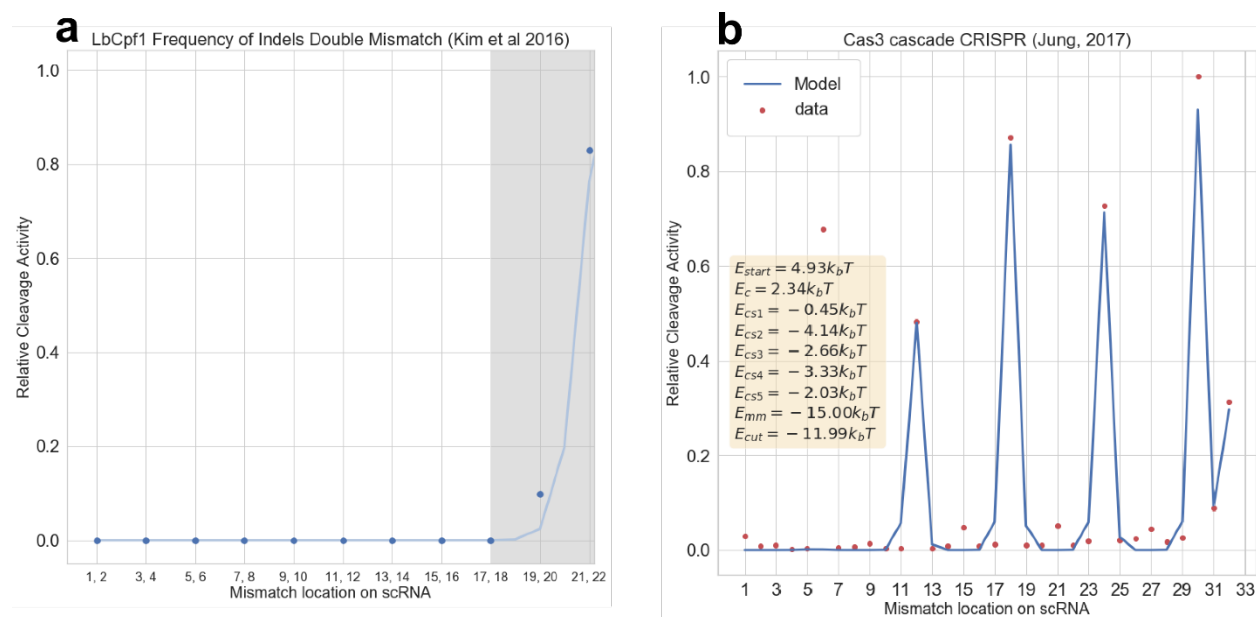 a
LbCpf1 Frequency of Indels Double Mismatch (Kim et al 2016)
1.0
0.8
0.6
0.4
0.2
0.0
Relative Cleavage Activity
1, 2 3, 4 5, 6 7, 8 9, 10 11, 12 13, 14 15, 16 17, 18 19, 20 21, 22
Mismatch location on scRNA
b
Cas3 cascade CRISPR (Jung, 2017)
Model
data
1.0
0.8
0.6
0.4
0.2
0.0
Relative Cleavage Activity
E_start = 4.93k_bT
E_c = 2.34k_bT
E_cs1 = − 0.45k_bT
E_cs2 = − 4.14k_bT
E_cs3 = − 2.66k_bT
E_cs4 = − 3.33k_bT
E_cs5 = − 2.03k_bT
E_mm = − 15.00k_bT
E_cut = − 11.99k_bT
1 3 5 7 9 11 13 15 17 19 21 23 25 27 29 31 33
Mismatch location on scRNA